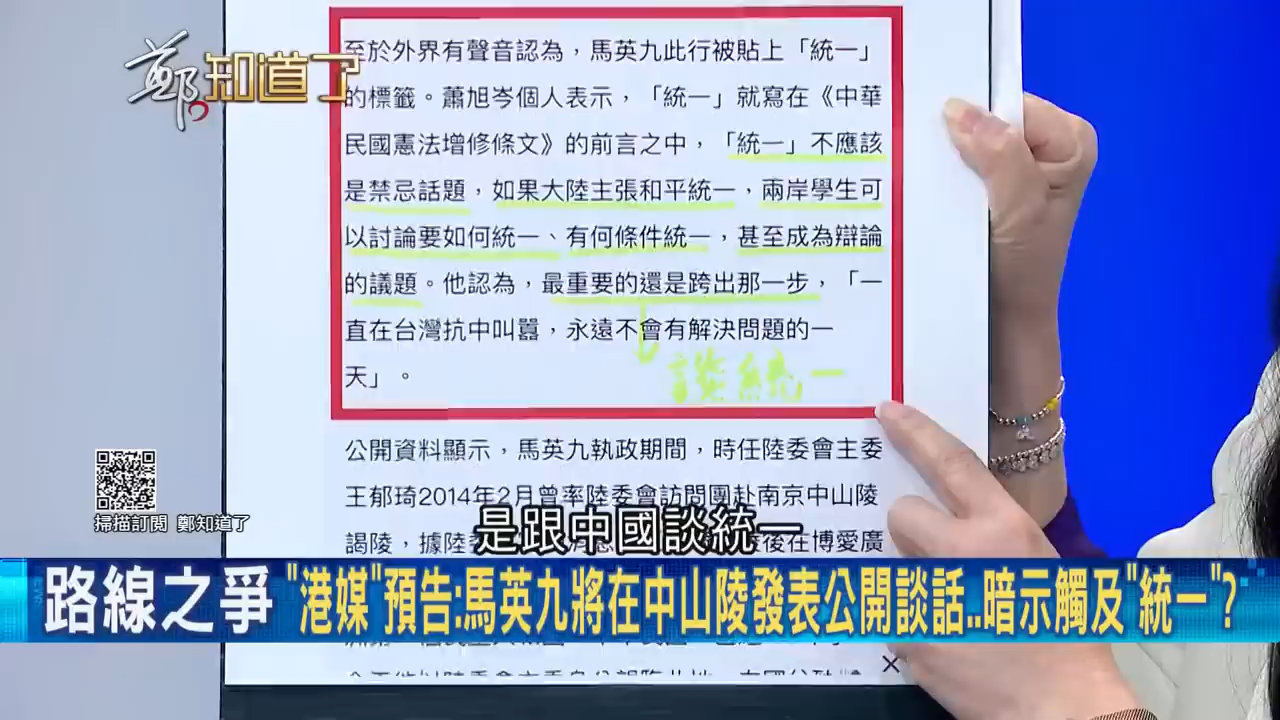 鄭知道了
至於外界有聲音認為，馬英九此行被貼上「統一」
的標籤。蕭旭岑個人表示，「統一」就寫在《中華
民國憲法增修條文》的前言之中，「統一」不應該
是禁忌話題，如果大陸主張和平統一，兩岸學生可
以討論要如何統一、有何條件統一，甚至成為辯論
的議題。他認為，最重要的還是跨出那一步，「一
直在台灣抗中叫囂，永遠不會有解決問題的一
天」。
談統一
公開資料顯示，馬英九執政期間，時任陸委會主委
王郁琦2014年2月曾率陸委會訪問團赴南京中山陵
謁陵，據陸
後在博愛廣
掃描訂閱 鄭知道了
是跟中國談統一
路線之爭 "港媒"預告:馬英九將在中山陵發表公開談話..暗示觸及"統一"?